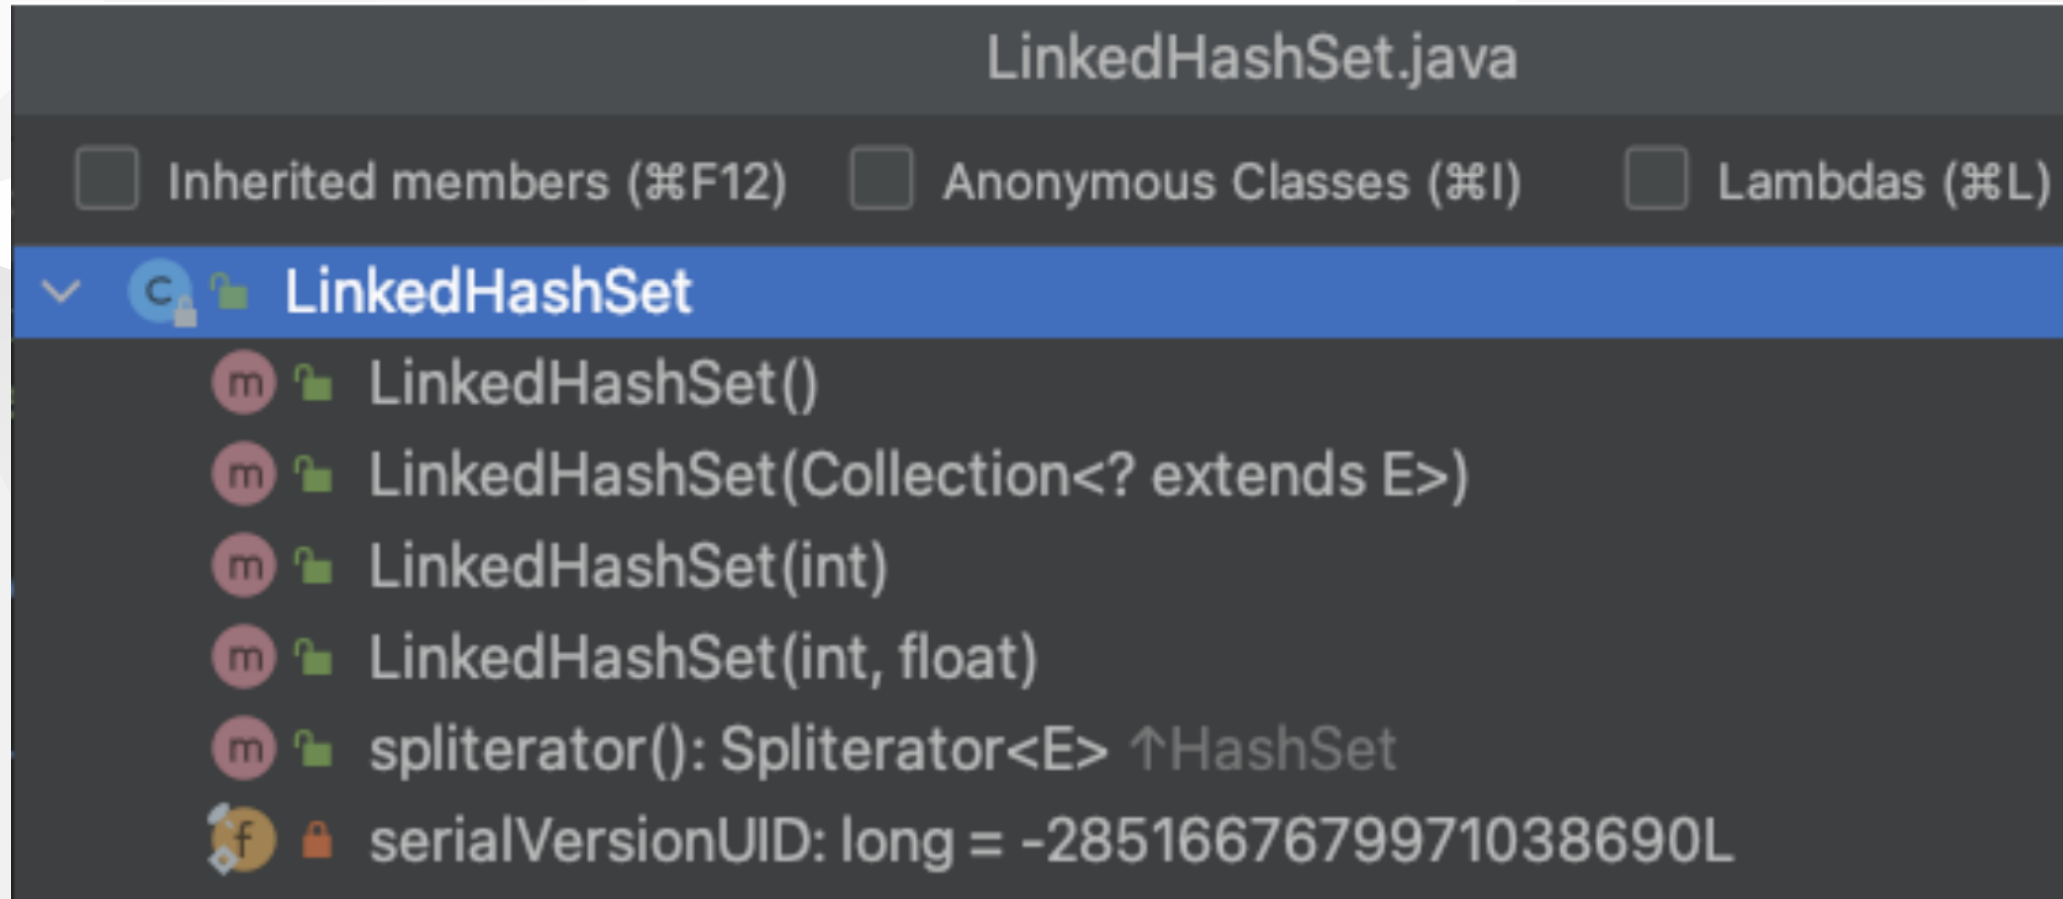 LinkedHashSet.java
Inherited members (⌘F12) Anonymous Classes (⌘I) Lambdas (⌘L)
C LinkedHashSet
m LinkedHashSet()
m LinkedHashSet(Collection<? extends E>)
m LinkedHashSet(int)
m LinkedHashSet(int, float)
m spliterator(): Spliterator<E> ↑HashSet
f serialVersionUID: long = -2851667679971038690L